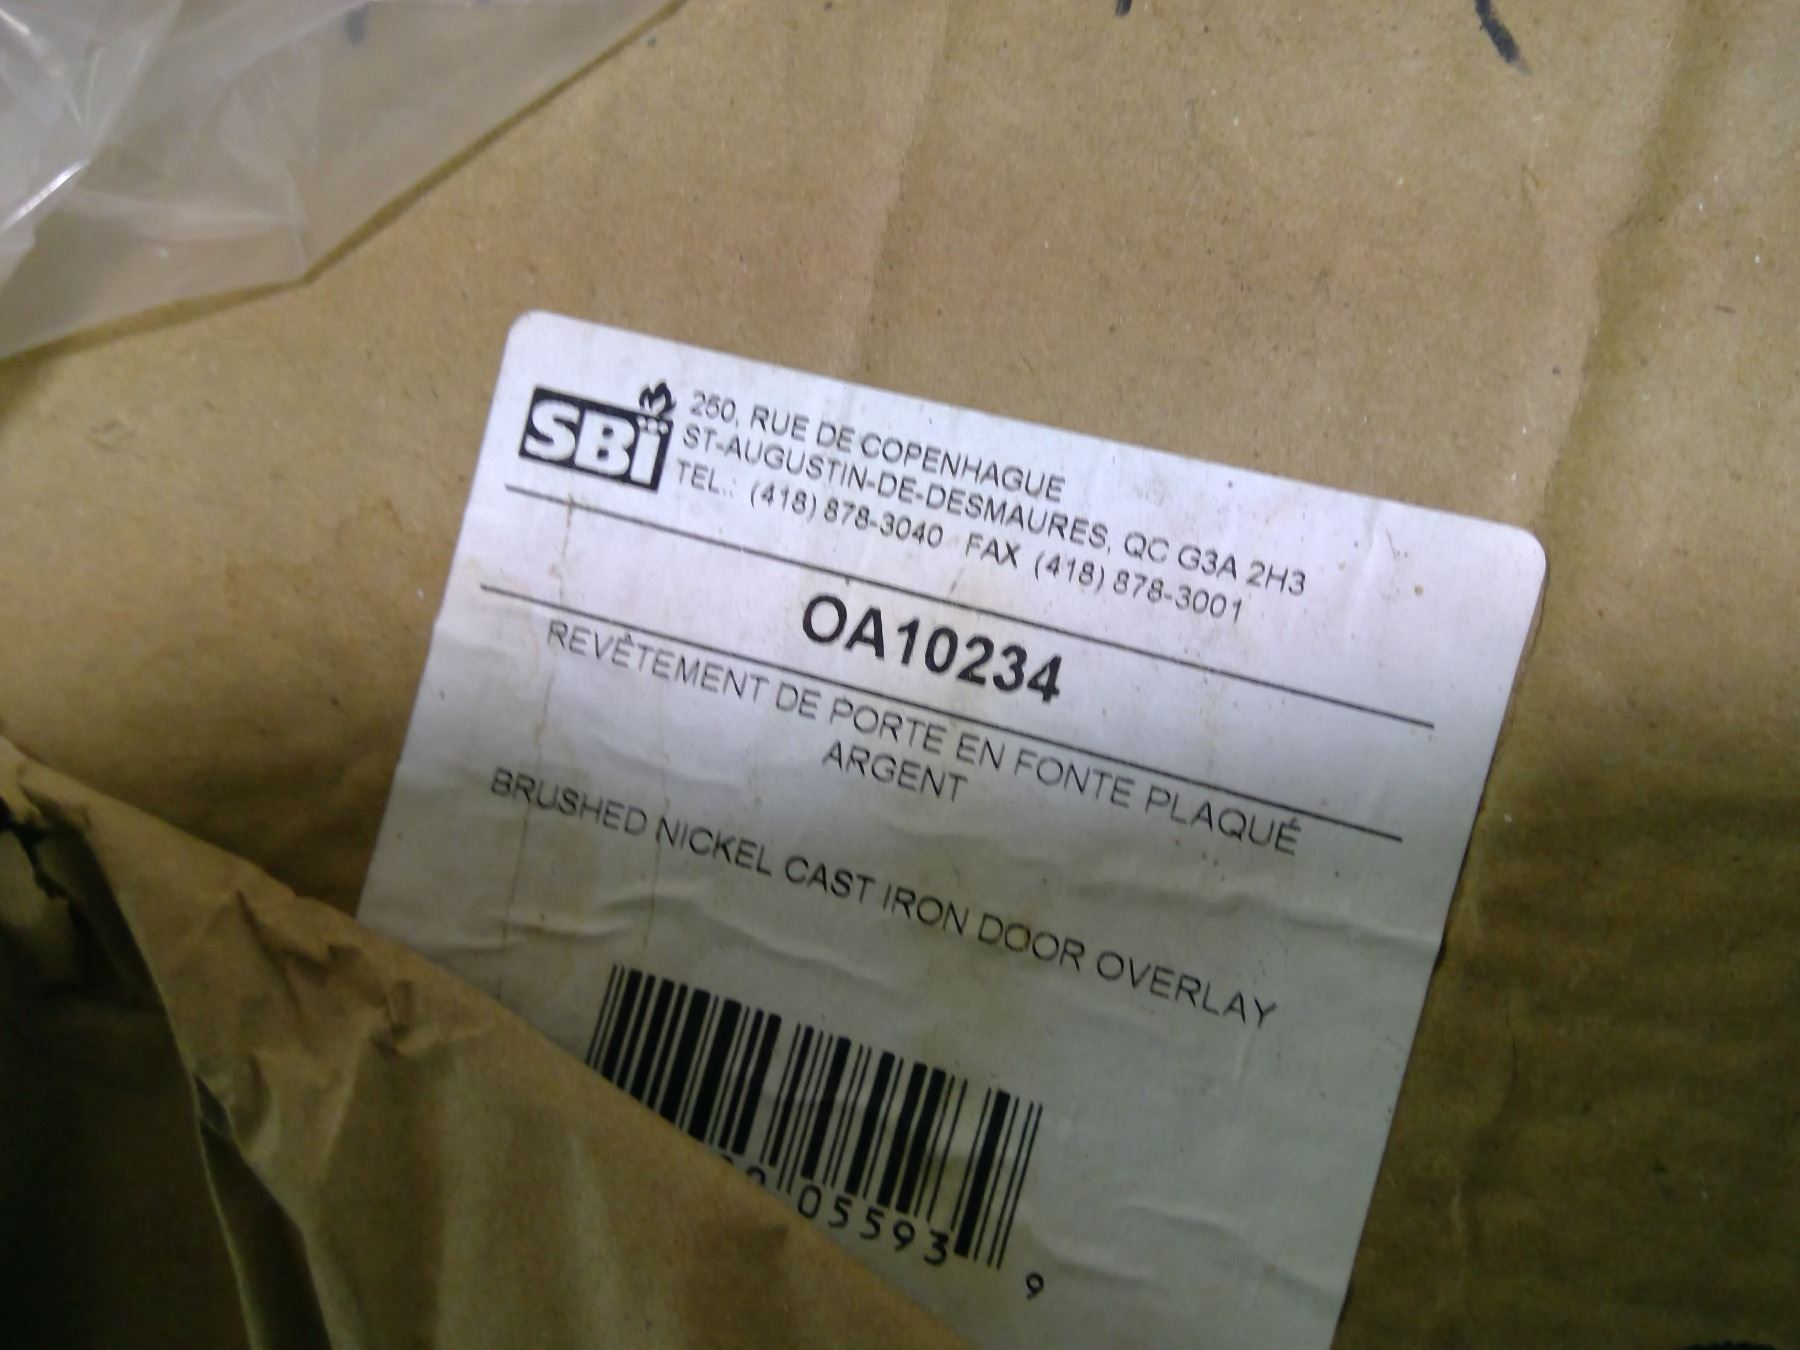 SBi
250, RUE DE COPENHAGUE
ST-AUGUSTIN-DE-DESMAURES, QC G3A 2H3
TEL.: (418) 878-3040 FAX (418) 878-3001
OA10234
REVÊTEMENT DE PORTE EN FONTE PLAQUÉ
ARGENT
BRUSHED NICKEL CAST IRON DOOR OVERLAY
05593 9